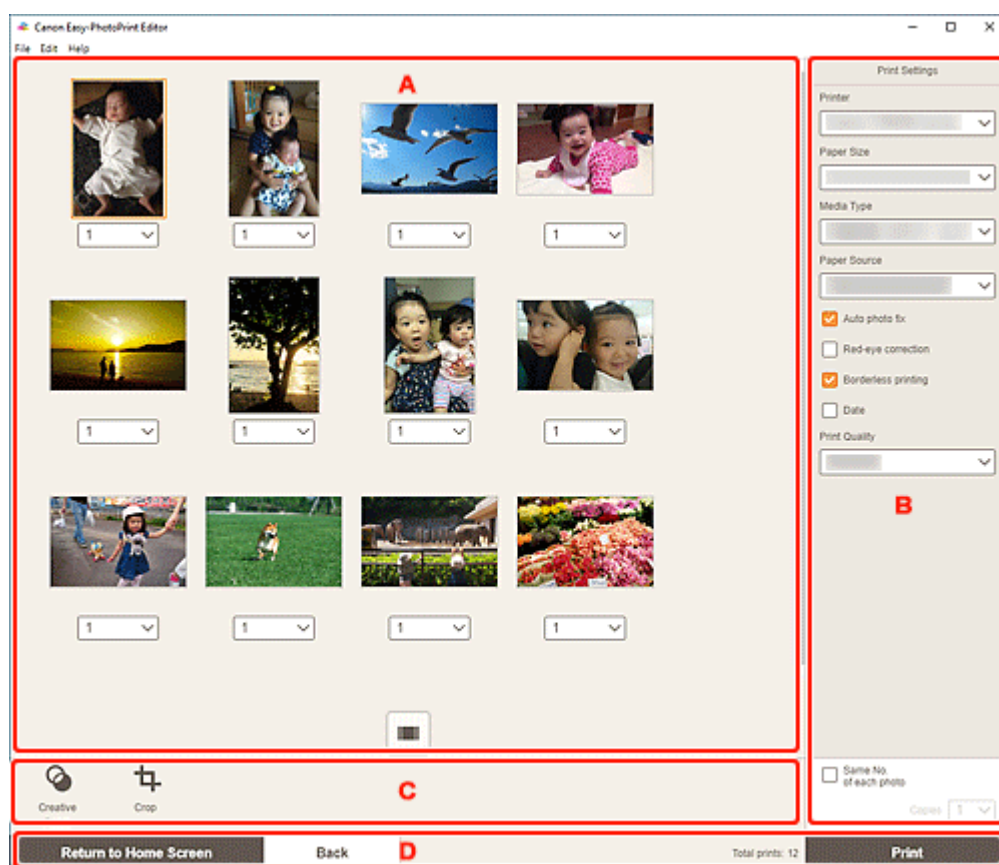 Canon Easy-PhotoPrint Editor
File Edit Help
A
Print Settings
Printer
Paper Size
Media Type
Paper Source
Auto photo fix
Red-eye correction
Borderless printing
Date
Print Quality
B
1 1 1 1
1 1 1 1
1 1 1 1
Same No.
of each photo
Copies 1
Creative Crop
C
Return to Home Screen Back D Total prints: 12 Print